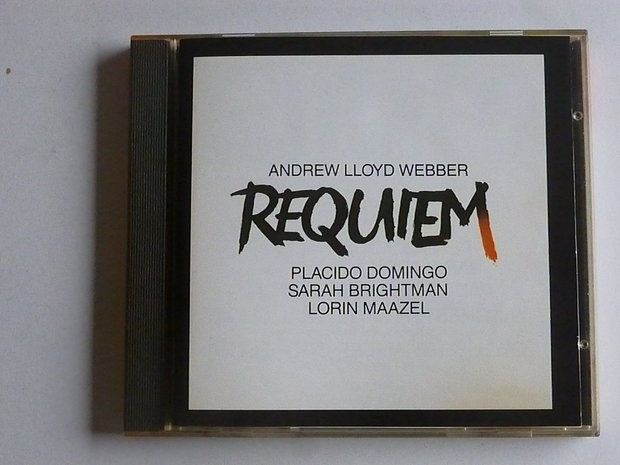 ANDREW LLOYD WEBBER
REQUIEM
PLACIDO DOMINGO
SARAH BRIGHTMAN
LORIN MAAZEL